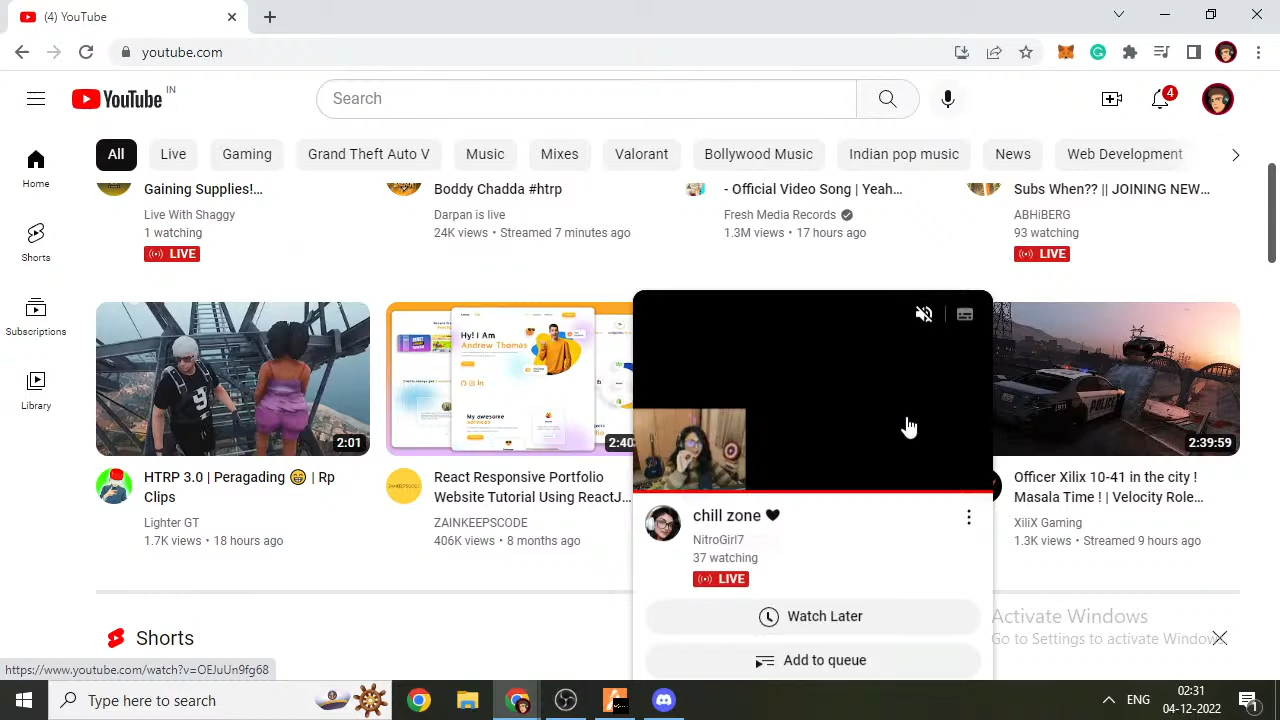 (4) YouTube
youtube.com
YouTube IN
Search
4
All
Live
Gaming
Grand Theft Auto V
Music
Mixes
Valorant
Bollywood Music
Indian pop music
News
Web Development
Home
Shorts
Subscriptions
Library
Gaining Supplies!...
Live With Shaggy
1 watching
LIVE
Boddy Chadda #htrp
Darpan is live
24K views • Streamed 7 minutes ago
- Official Video Song | Yeah...
Fresh Media Records
1.3M views • 17 hours ago
Subs When?? || JOINING NEW...
ABHiBERG
93 watching
LIVE
2:01
HTRP 3.0 | Peragading 😁 | Rp
Clips
Lighter GT
1.7K views • 18 hours ago
Hy! I Am
Andrew Thomas
My awesome
services
2:40
React Responsive Portfolio
Website Tutorial Using ReactJ...
ZAINKEEPSCODE
406K views • 8 months ago
chill zone 🖤
NitroGirl7
37 watching
LIVE
Watch Later
Add to queue
POLICE
2:39:59
Officer Xilix 10-41 in the city !
Masala Time ! | Velocity Role...
XiliX Gaming
1.3K views • Streamed 9 hours ago
Shorts
Activate Windows
Go to Settings to activate Windows.
https://www.youtube.com/watch?v=OEJuUn9fg68
Type here to search
ENG
02:31
04-12-2022
1